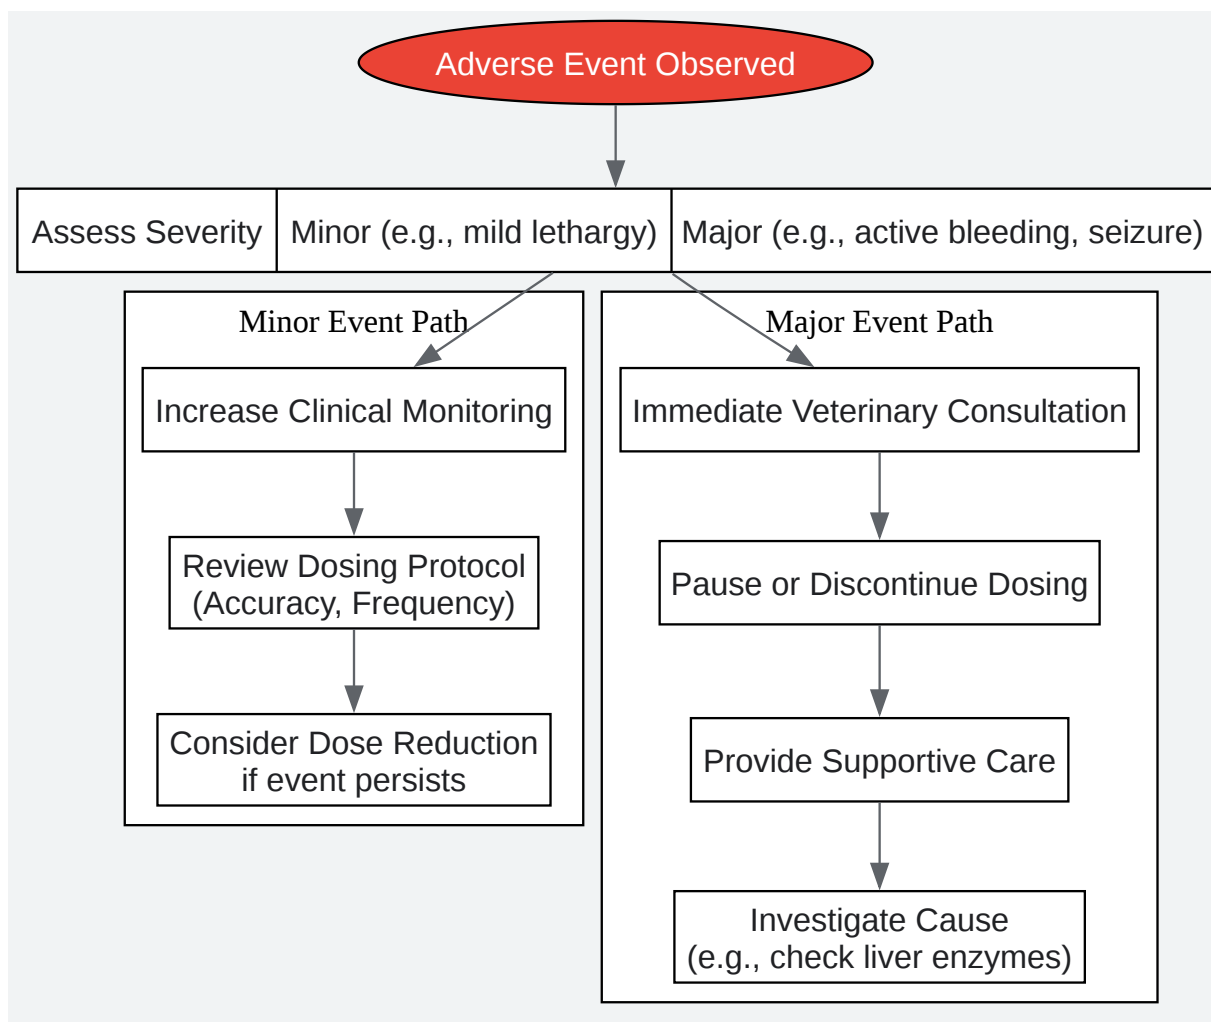 Adverse Event Observed
Assess Severity
Minor (e.g., mild lethargy)
Major (e.g., active bleeding, seizure)
Minor Event Path
Increase Clinical Monitoring
Review Dosing Protocol
(Accuracy, Frequency)
Consider Dose Reduction
if event persists
Major Event Path
Immediate Veterinary Consultation
Pause or Discontinue Dosing
Provide Supportive Care
Investigate Cause
(e.g., check liver enzymes)